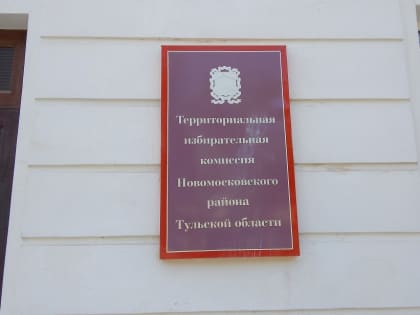 Территориальная
избирательная
комиссия
Новомосковского
района
Тульской области